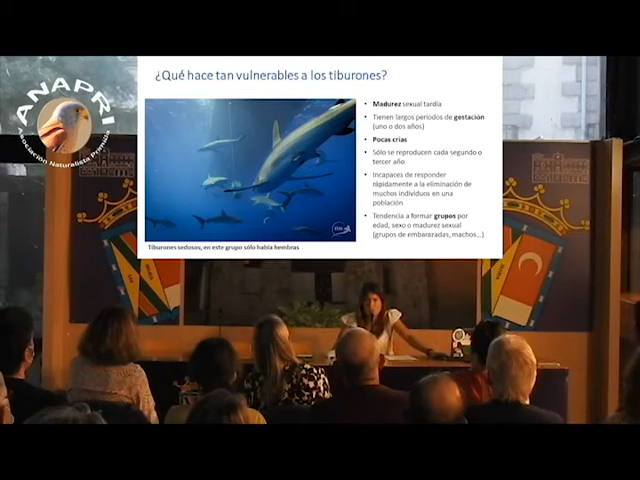 ANAPRI
Asociación Naturalista Primilla
¿Qué hace tan vulnerables a los tiburones?
• Madurez sexual tardía
• Tienen largos periodos de gestación
(uno o dos años)
• Pocas crías
• Sólo se reproducen cada segundo o
tercer año
• Incapaces de responder
rápidamente a la eliminación de
muchos individuos en una
población
• Tendencia a formar grupos por
edad, sexo o madurez sexual
(grupos de embarazadas, machos...)
Tiburones sedosos, en este grupo sólo había hembras